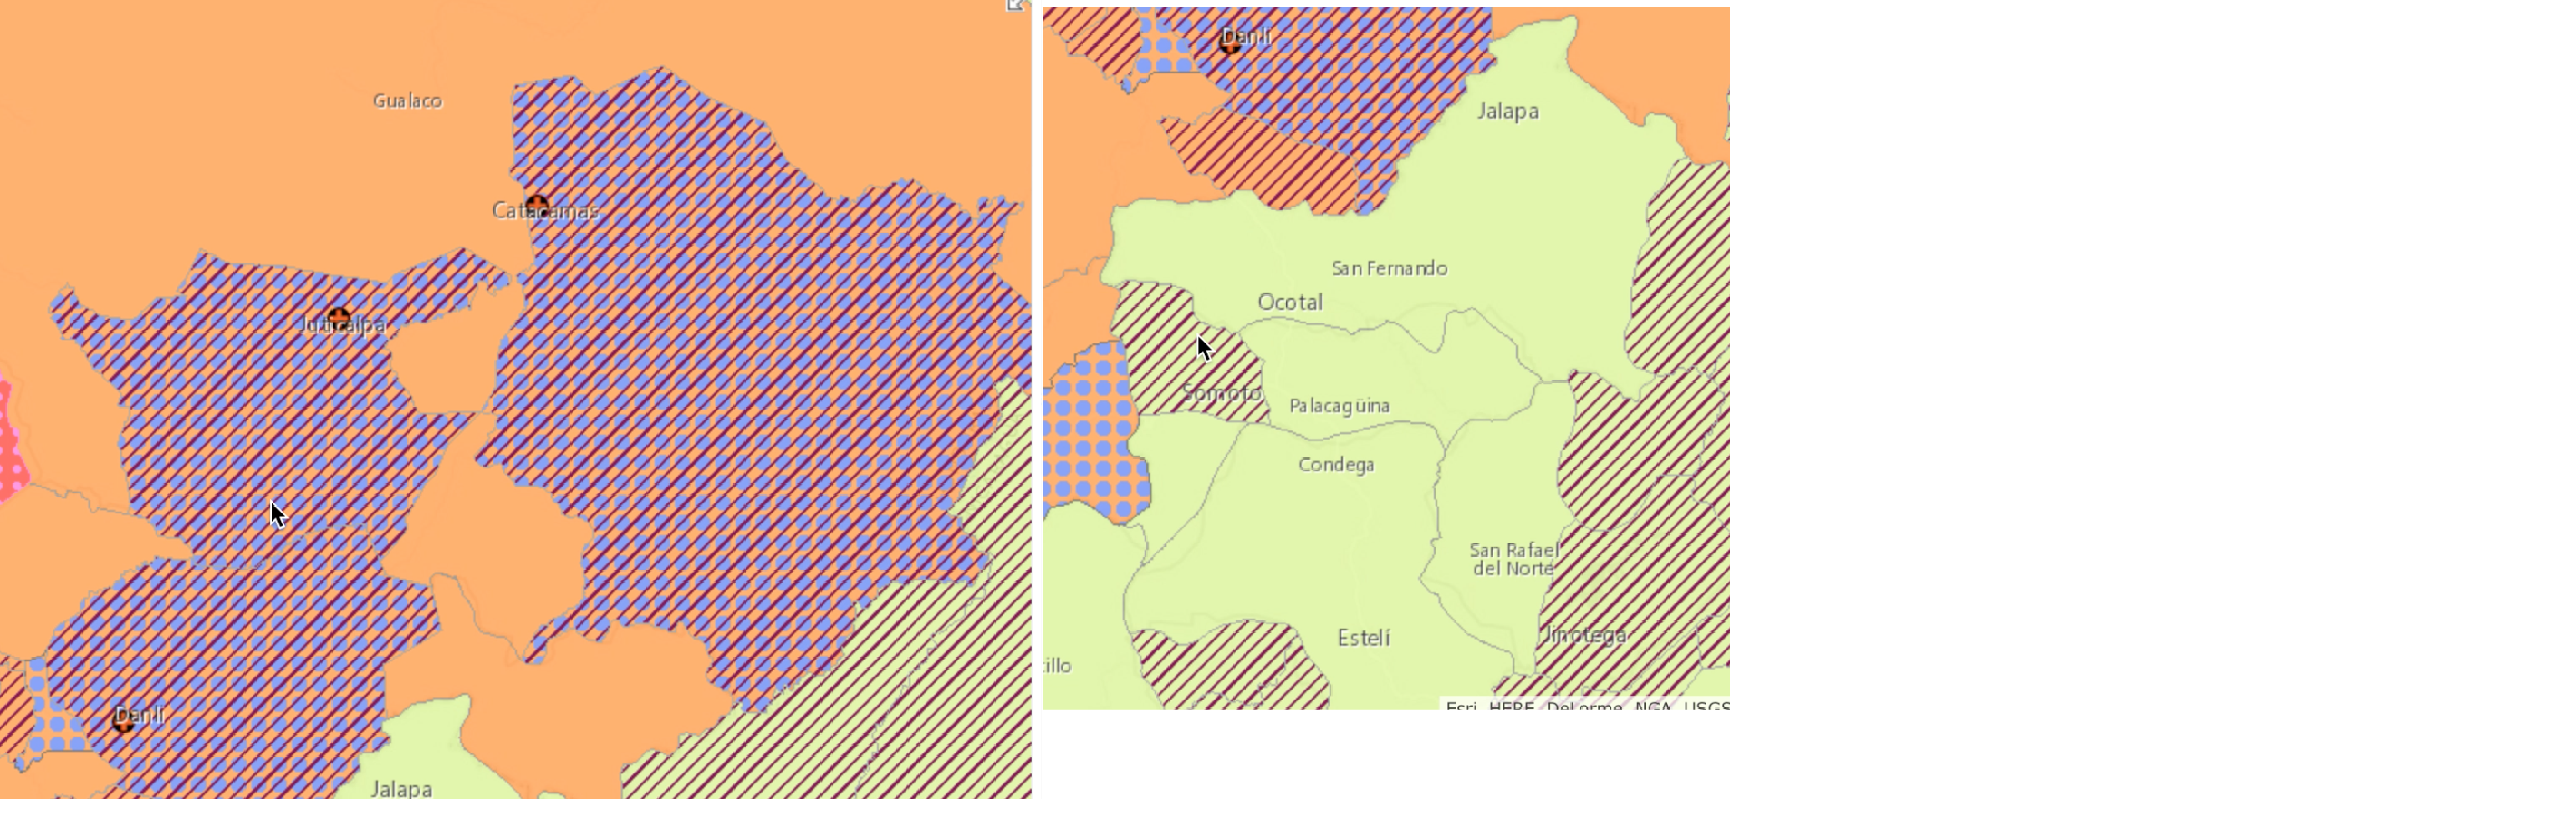 Gualaco
Catacamas
Juticalpa
Danlí
Jalapa
Danlí
Jalapa
San Fernando
Ocotal
Somoto
Palacagüina
Condega
San Rafael
del Norte
Jinotega
Estelí
illo
Esri, HERE, DeLorme, NGA, USGS